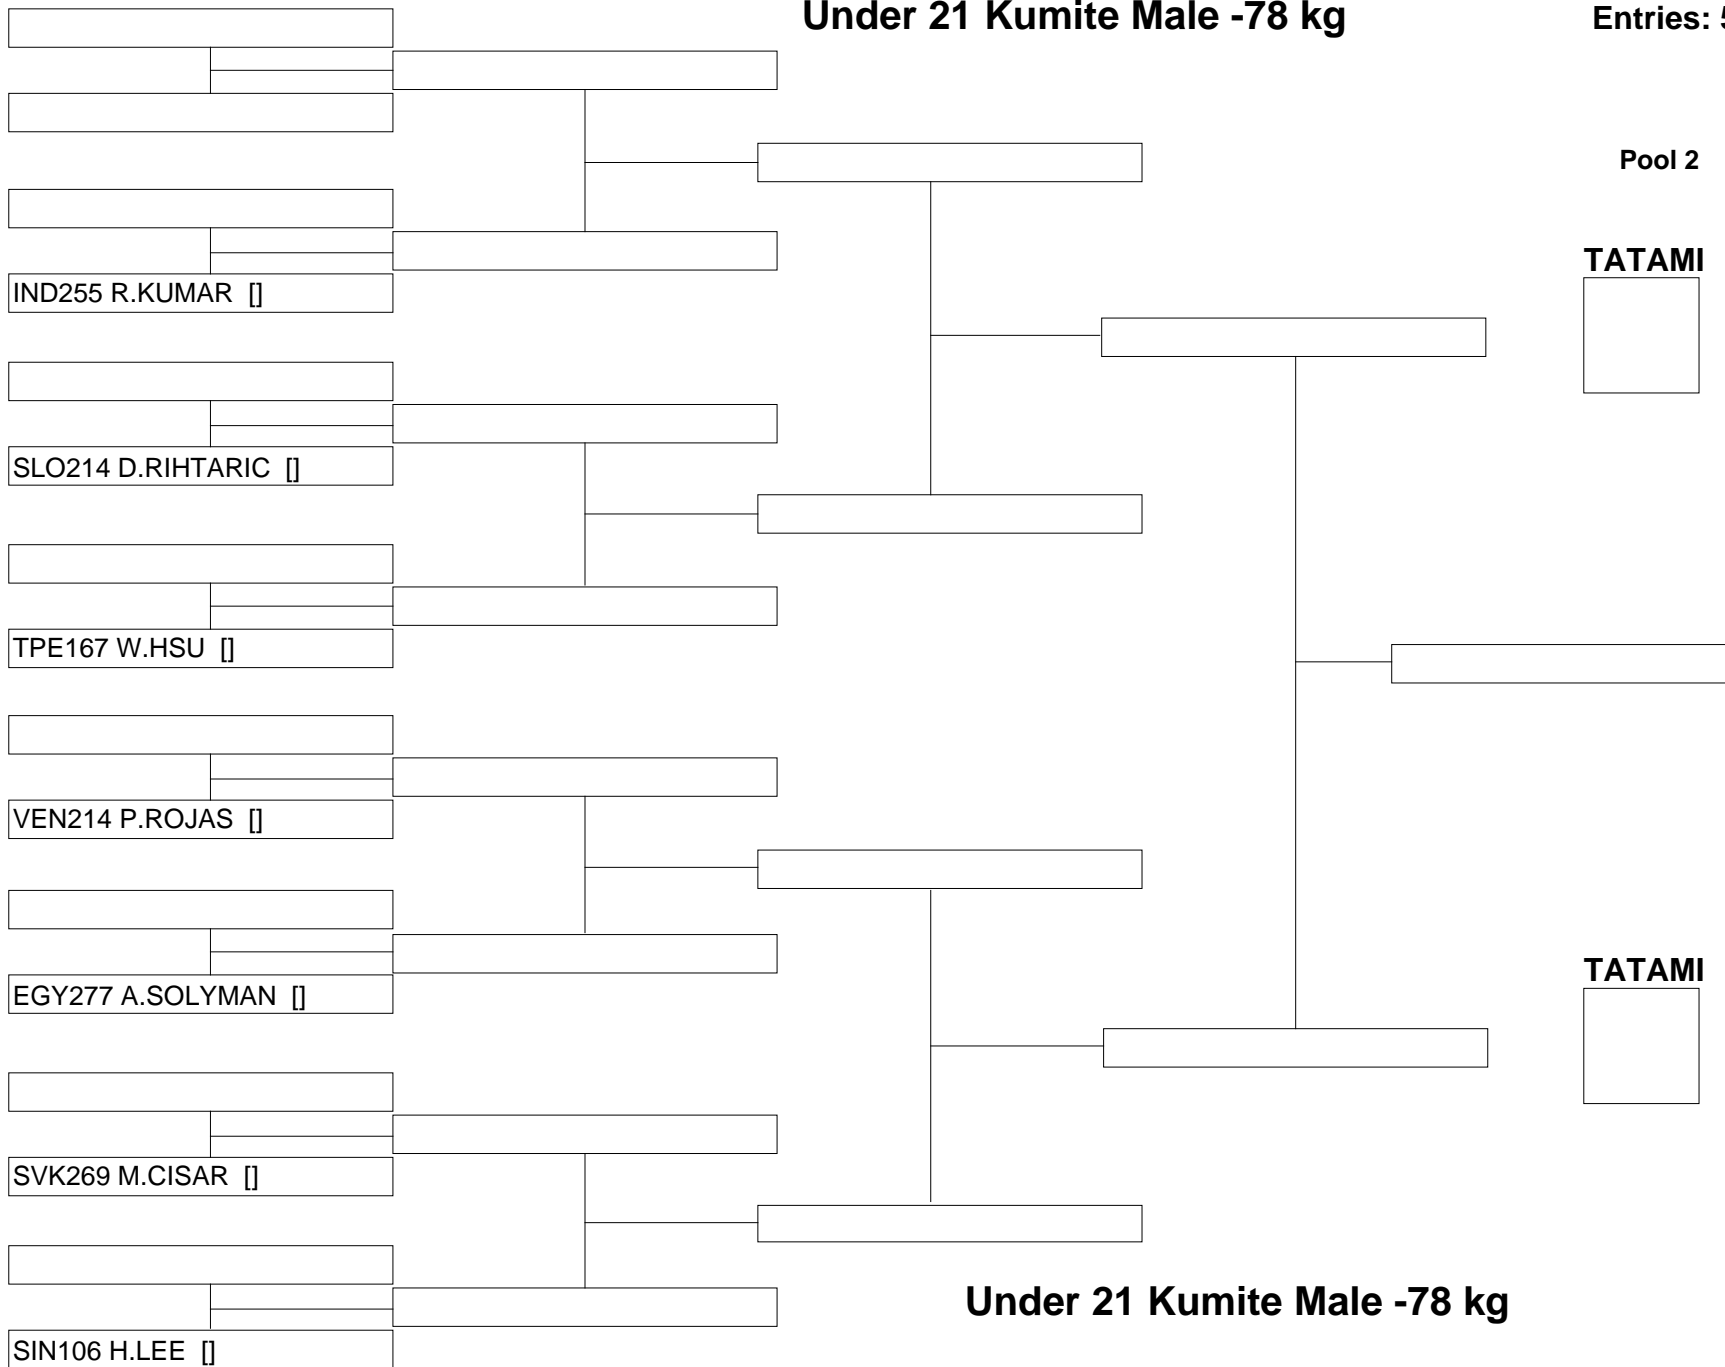 Under 21 Kumite Male -78 kg
Entries: 5
Pool 2
TATAMI
IND255 R.KUMAR []
SLO214 D.RIHTARIC []
TPE167 W.HSU []
VEN214 P.ROJAS []
EGY277 A.SOLYMAN []
TATAMI
SVK269 M.CISAR []
Under 21 Kumite Male -78 kg
SIN106 H.LEE []